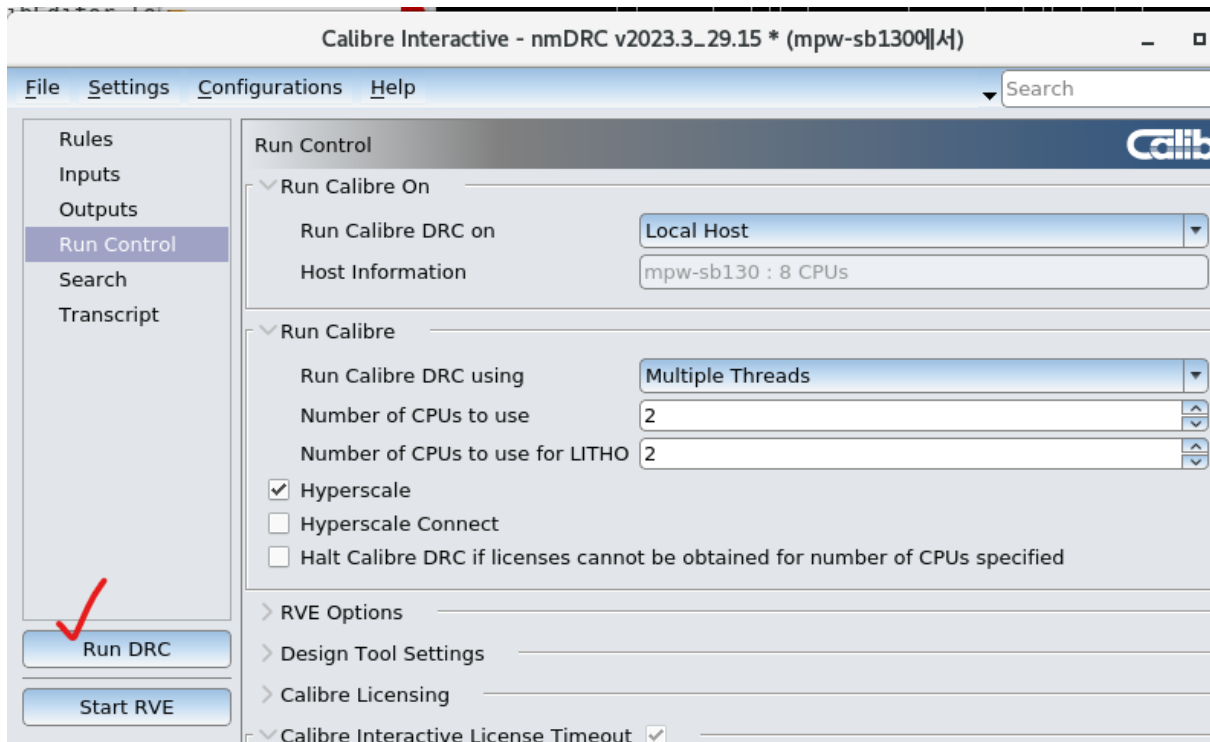 Calibre Interactive - nmDRC v2023.3_29.15 * (mpw-sb130에서)
File Settings Configurations Help Search
Rules
Inputs
Outputs
Run Control
Search
Transcript
Run DRC
Start RVE
Run Control
Run Calibre On
Run Calibre DRC on Local Host
Host Information mpw-sb130 : 8 CPUs
Run Calibre
Run Calibre DRC using Multiple Threads
Number of CPUs to use 2
Number of CPUs to use for LITHO 2
Hyperscale
Hyperscale Connect
Halt Calibre DRC if licenses cannot be obtained for number of CPUs specified
RVE Options
Design Tool Settings
Calibre Licensing
Calibre Interactive License Timeout